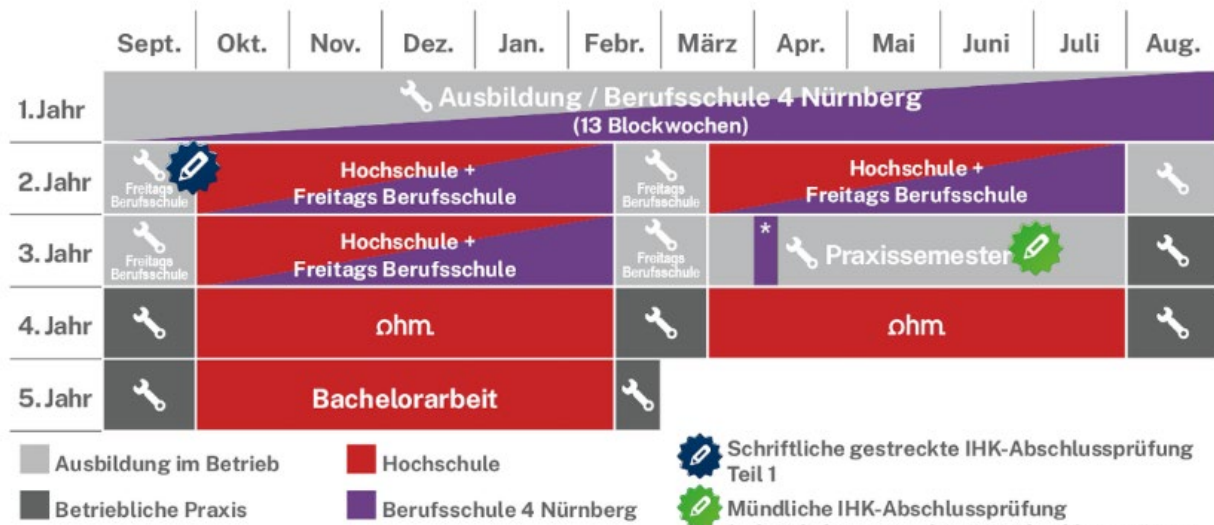 Sept. Okt. Nov. Dez. Jan. Febr. März Apr. Mai Juni Juli Aug.
1. Jahr
Ausbildung / Berufsschule 4 Nürnberg
(13 Blockwochen)
2. Jahr
Freitags
Berufsschule
Hochschule +
Freitags Berufsschule
Freitags
Berufsschule
Hochschule +
Freitags Berufsschule
3. Jahr
Freitags
Berufsschule
Hochschule +
Freitags Berufsschule
Freitags
Berufsschule
*
Praxissemester
4. Jahr
ohm
ohm
5. Jahr
Bachelorarbeit
Ausbildung im Betrieb
Hochschule
Schriftliche gestreckte IHK-Abschlussprüfung
Teil 1
Betriebliche Praxis
Berufsschule 4 Nürnberg
Mündliche IHK-Abschlussprüfung